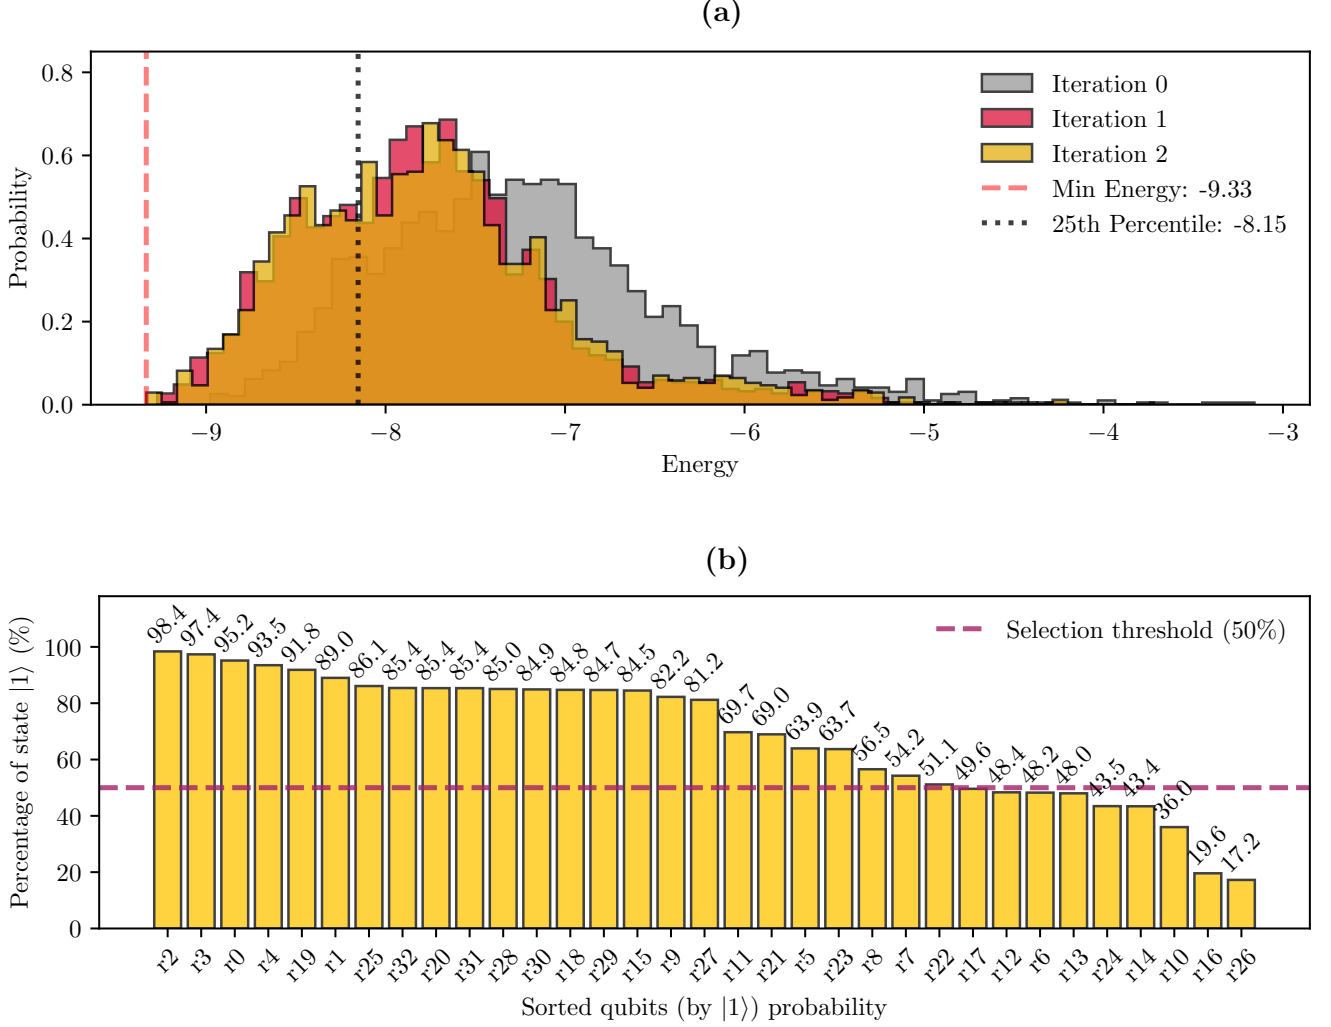 (a)
Probability
0.8
0.6
0.4
0.2
0.0
Iteration 0
Iteration 1
Iteration 2
Min Energy: -9.33
25th Percentile: -8.15
−9 −8 −7 −6 −5 −4 −3
Energy
(b)
Percentage of state |1⟩ (%)
100
80
60
40
20
0
Selection threshold (50%)
98.4 97.4 95.2 93.5 91.8 89.0 86.1 85.4 85.4 85.4 85.0 84.9 84.8 84.7 84.5 82.2 81.2 69.7 69.0 63.9 63.7 56.5 54.2 51.1 49.6 48.4 48.2 48.0 43.5 43.4 36.0 19.6 17.2
r2 r3 r0 r4 r19 r1 r25 r32 r20 r31 r28 r30 r18 r29 r15 r9 r27 r11 r21 r5 r23 r8 r7 r22 r17 r12 r6 r13 r24 r14 r10 r16 r26
Sorted qubits (by |1⟩) probability